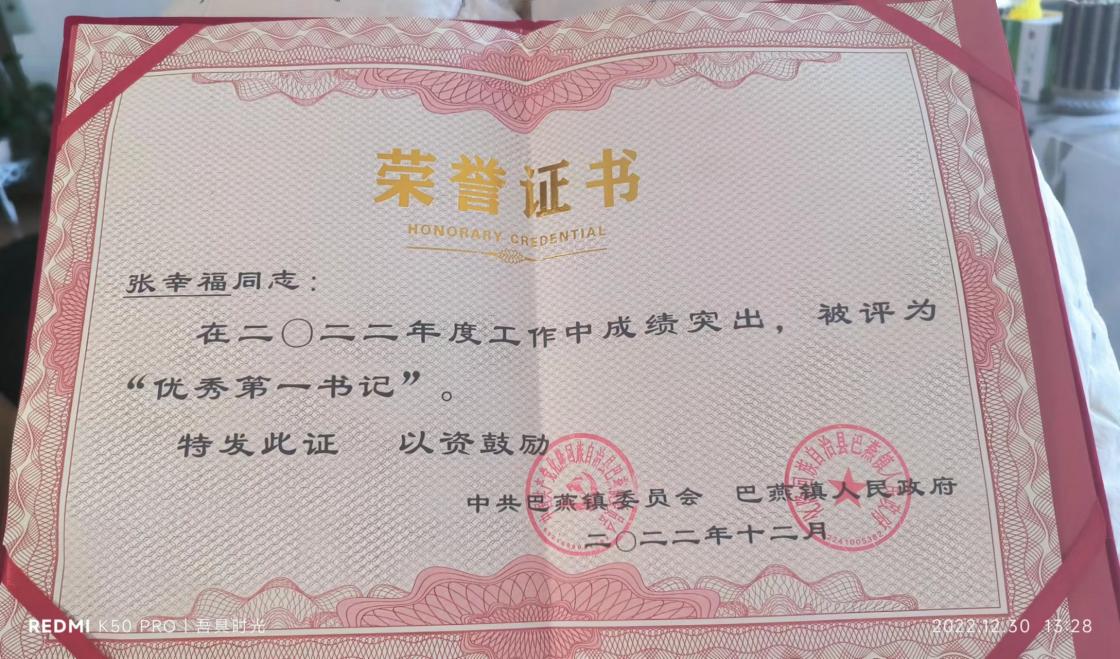 荣誉证书
HONORARY CREDENTIAL
张幸福同志：
在二〇二二年度工作中成绩突出，被评为
“优秀第一书记”。
特发此证 以资鼓励
中共巴燕镇委员会 巴燕镇人民政府
二〇二二年十二月
REDMI K50 PRO | 吾具时光
2022.12.30 13:28